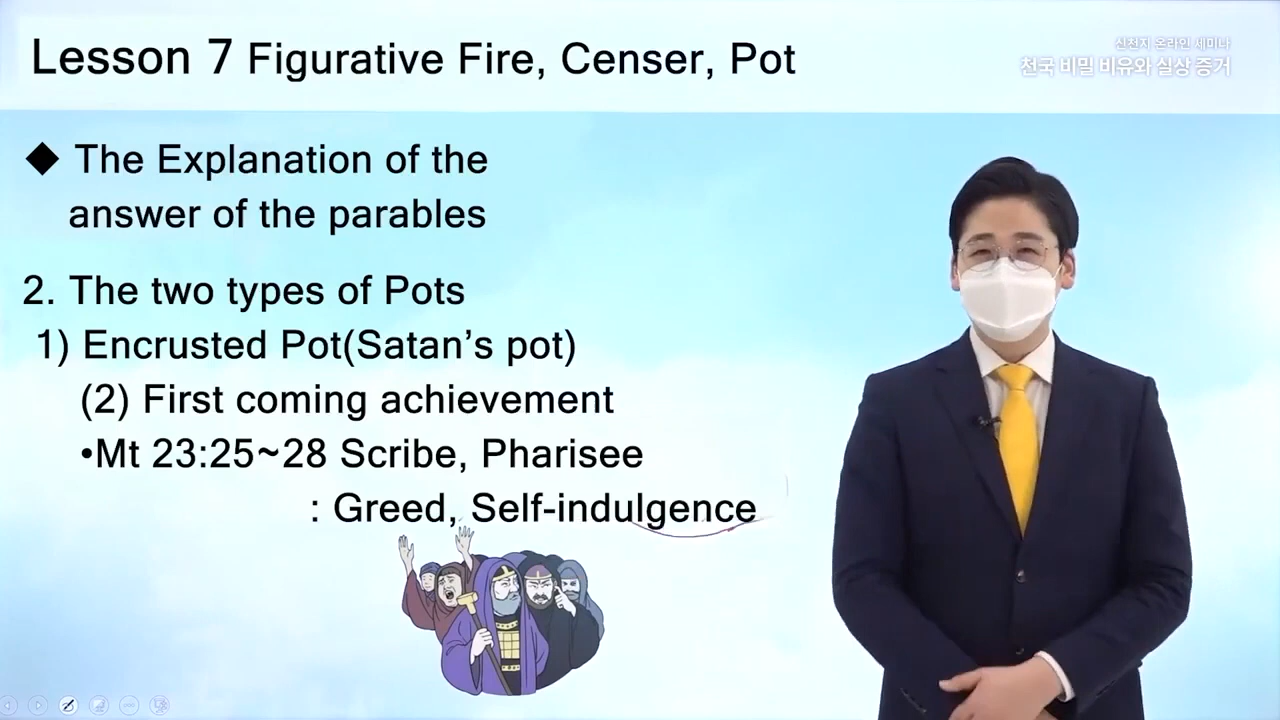 Lesson 7 Figurative Fire, Censer, Pot
신천지 온라인 세미나
천국 비밀 비유와 실상 증거
◆ The Explanation of the
answer of the parables
2. The two types of Pots
1) Encrusted Pot(Satan’s pot)
(2) First coming achievement
•Mt 23:25~28 Scribe, Pharisee
: Greed, Self-indulgence